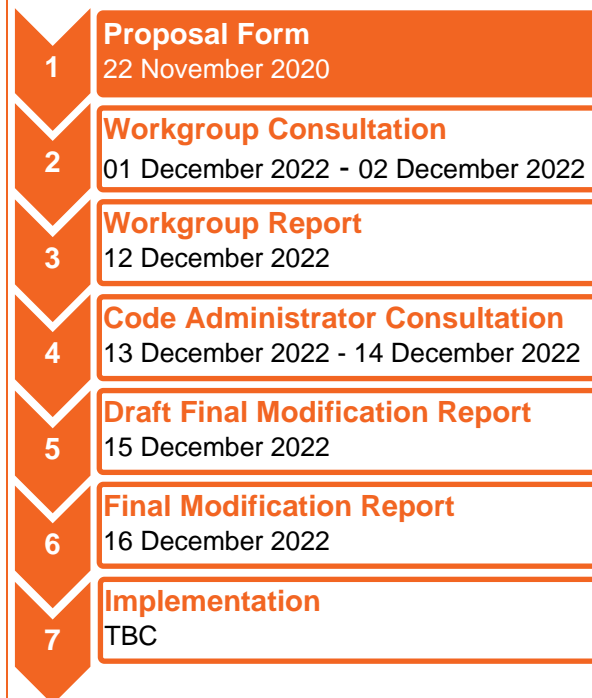 1
Proposal Form
22 November 2020
2
Workgroup Consultation
01 December 2022 - 02 December 2022
3
Workgroup Report
12 December 2022
4
Code Administrator Consultation
13 December 2022 - 14 December 2022
5
Draft Final Modification Report
15 December 2022
6
Final Modification Report
16 December 2022
7
Implementation
TBC